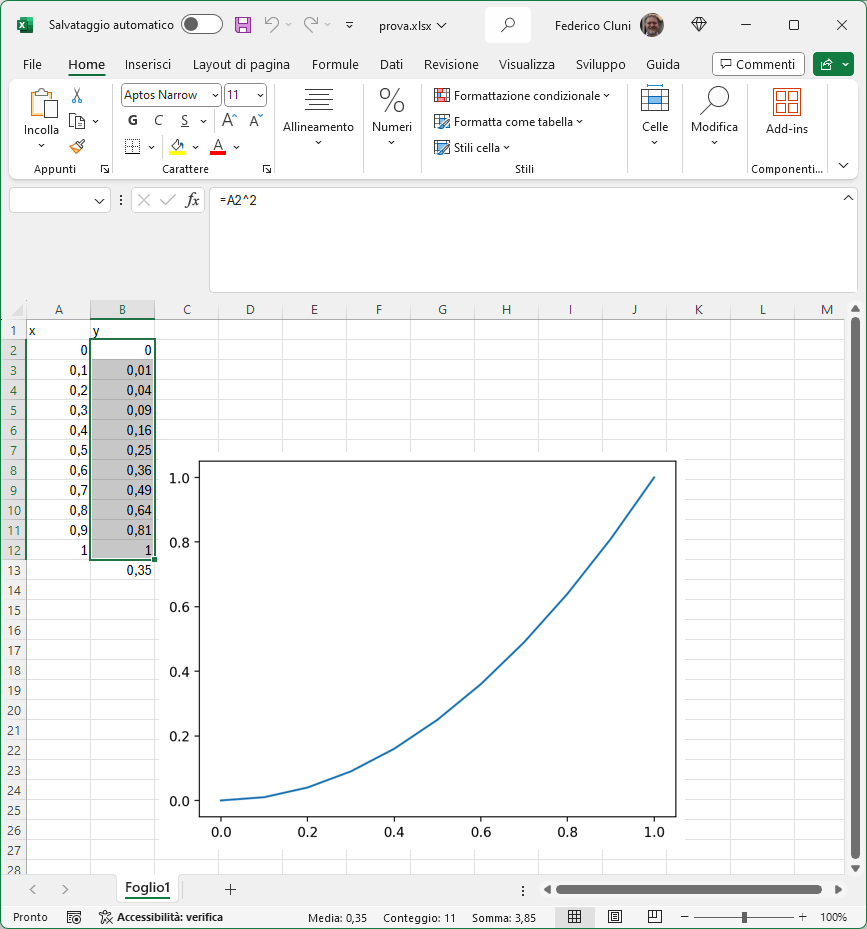 Salvataggio automatico prova.xlsx Federico Cluni
File Home Inserisci Layout di pagina Formule Dati Revisione Visualizza Sviluppo Guida Commenti
Incolla
Appunti
Aptos Narrow 11
G C S A A
A
Carattere
Allineamento
% Numeri
Formattazione condizionale
Formatta come tabella
Stili cella
Stili
Celle
Modifica
Add-ins
Componenti...
fx =A2^2
A B C D E F G H I J K L M
1 x y
2 0 0
3 0,1 0,01
4 0,2 0,04
5 0,3 0,09
6 0,4 0,16
7 0,5 0,25
8 0,6 0,36
9 0,7 0,49
10 0,8 0,64
11 0,9 0,81
12 1 1
13 0,35
14
15
16
17
18
19
20
21
22
23
24
25
26
27
28
1.0
0.8
0.6
0.4
0.2
0.0
0.0 0.2 0.4 0.6 0.8 1.0
Foglio1
Pronto Accessibilità: verifica Media: 0,35 Conteggio: 11 Somma: 3,85 100%